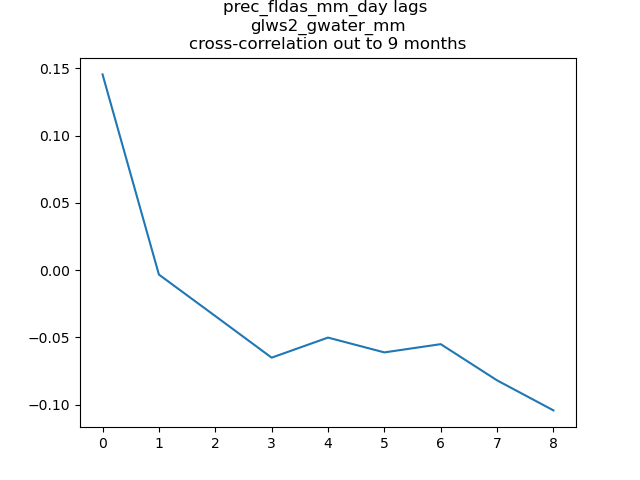 prec_fldas_mm_day lags
glws2_gwater_mm
cross-correlation out to 9 months
0.15
0.10
0.05
0.00
−0.05
−0.10
0 1 2 3 4 5 6 7 8